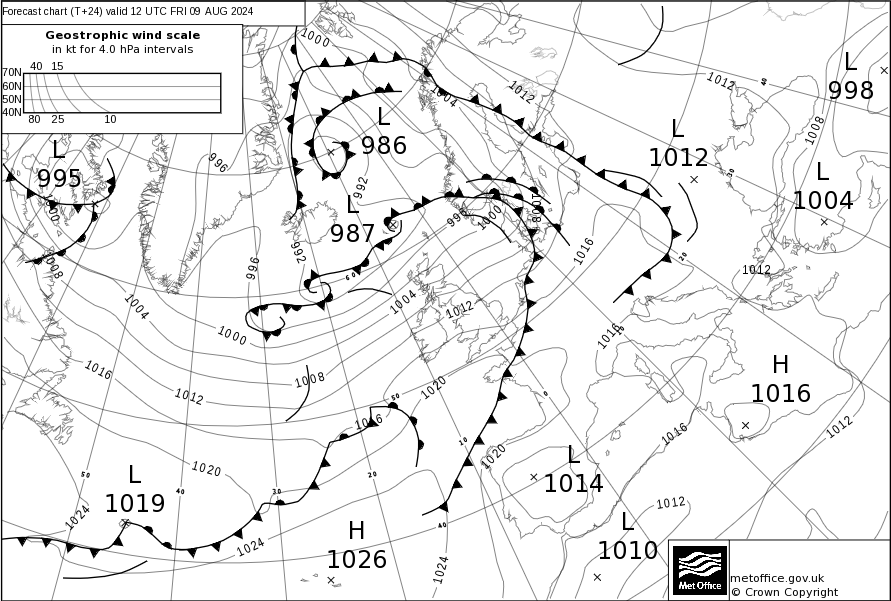 Forecast chart (T+24) valid 12 UTC FRI 09 AUG 2024
Geostrophic wind scale
in kt for 4.0 hPa intervals
40 15
70N
60N
50N
40N
80 25 10
1000
L
986
L
995
996
992
L
987
992
996
1004
1012
1012
40
L
998
1008
L
1012
L
1004
30
996
1000
1008
1016
1012
20
1008
1004
1000
60
1004
1012
1016
10
H
1016
1016
1012
1008
1020
50
1016
1012
1016
0
1020
10
L
1014
1020
50
40
30
20
L
1019
1012
1024
1024
H
1026
40
1024
L
1010
Met Office
metoffice.gov.uk
© Crown Copyright